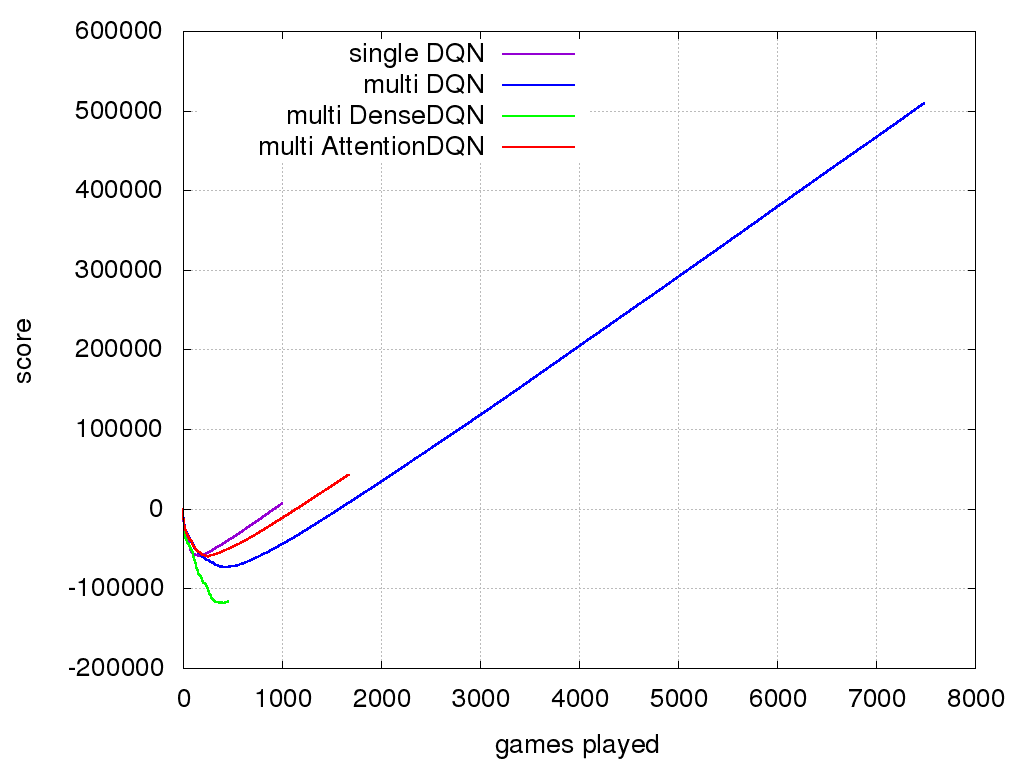 600000
500000
400000
300000
200000
100000
0
-100000
-200000
score
single DQN
multi DQN
multi DenseDQN
multi AttentionDQN
0 1000 2000 3000 4000 5000 6000 7000 8000
games played